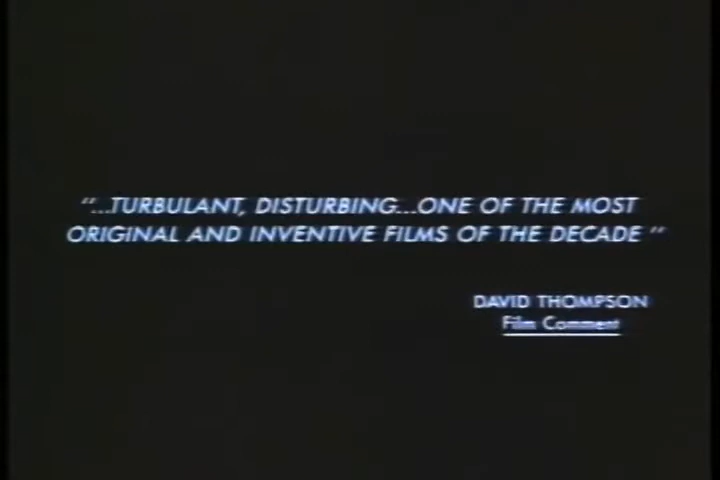 “...TURBULANT, DISTURBING...ONE OF THE MOST
ORIGINAL AND INVENTIVE FILMS OF THE DECADE ”
DAVID THOMPSON
Film Comment